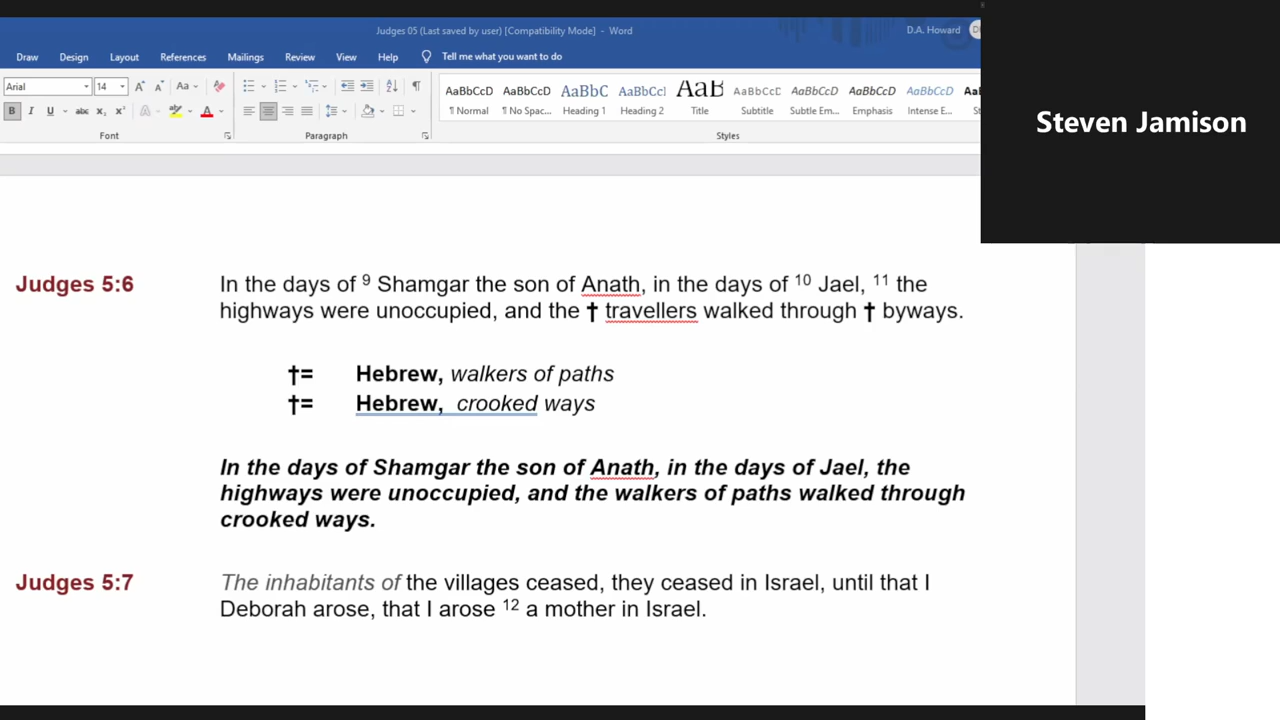 Judges 05 (Last saved by user) [Compatibility Mode] - Word
D.A. Howard
Steven Jamison
Draw Design Layout References Mailings Review View Help Tell me what you want to do
Arial 14 Aa
B I U abc x₂ x² A A
AaBbCcD AaBbCcD AaBbC AaBbCcl AaB AaBbCcD AaBbCcD AaBbCcD AaBbCcD
¶ Normal ¶ No Spac... Heading 1 Heading 2 Title Subtitle Subtle Em... Emphasis Intense E...
Font Paragraph Styles
Judges 5:6 In the days of ⁹ Shamgar the son of Anath, in the days of ¹⁰ Jael, ¹¹ the
highways were unoccupied, and the † travellers walked through † byways.
†= Hebrew, walkers of paths
†= Hebrew, crooked ways
In the days of Shamgar the son of Anath, in the days of Jael, the
highways were unoccupied, and the walkers of paths walked through
crooked ways.
Judges 5:7 The inhabitants of the villages ceased, they ceased in Israel, until that I
Deborah arose, that I arose ¹² a mother in Israel.